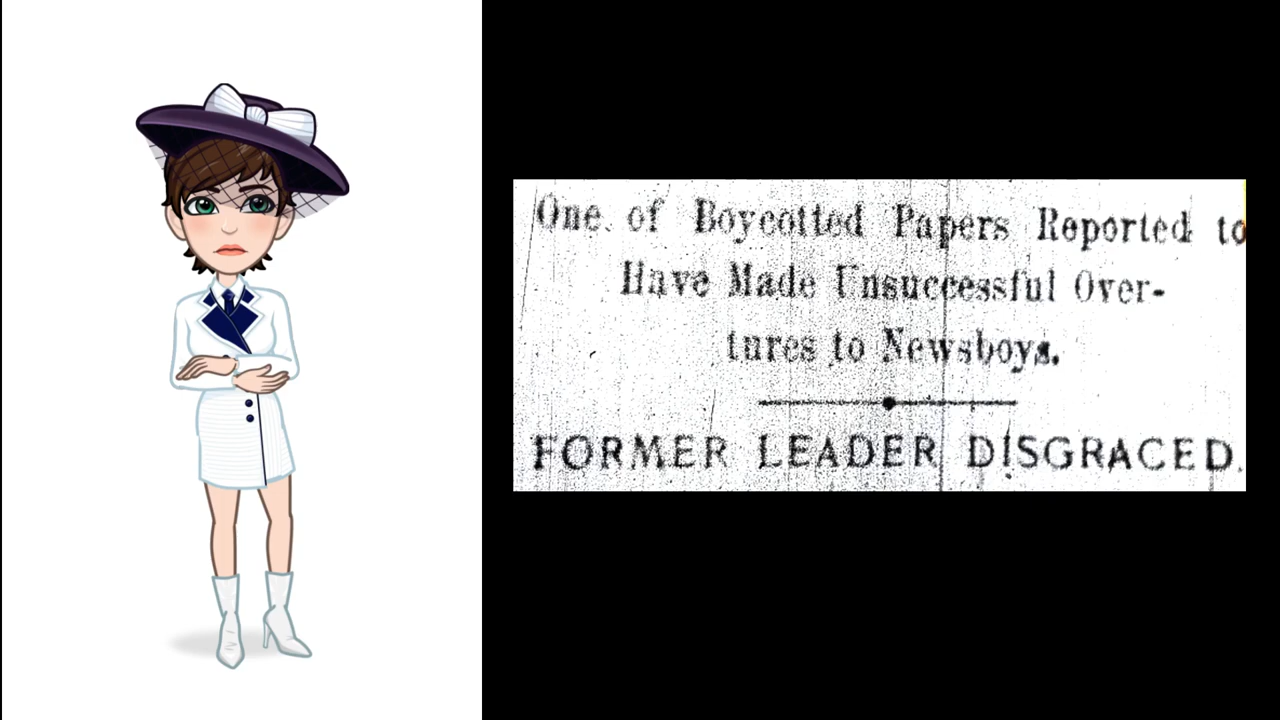 One of Boycotted Papers Reported to
Have Made Unsuccessful Over-
tures to Newsboys.
FORMER LEADER DISGRACED.